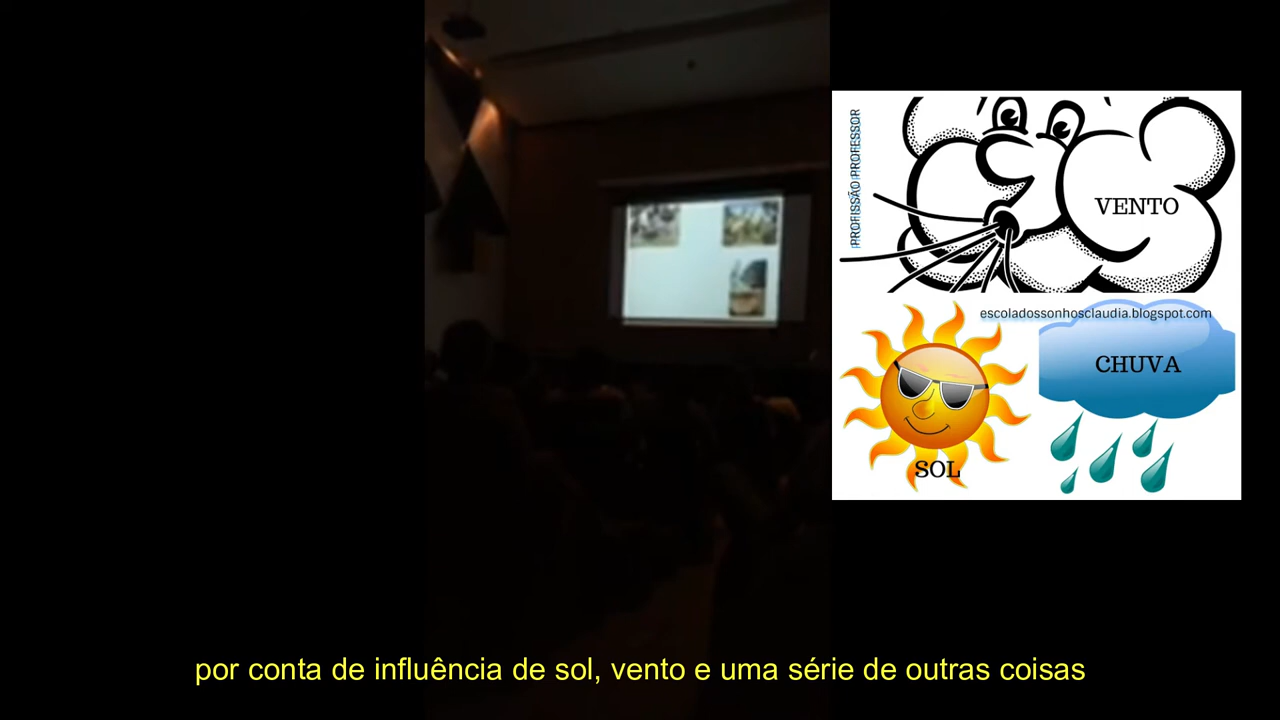 PROFISSÃO PROFESSOR
VENTO
escoladossonhosclaudia.blogspot.com
CHUVA
SOL
por conta de influência de sol, vento e uma série de outras coisas